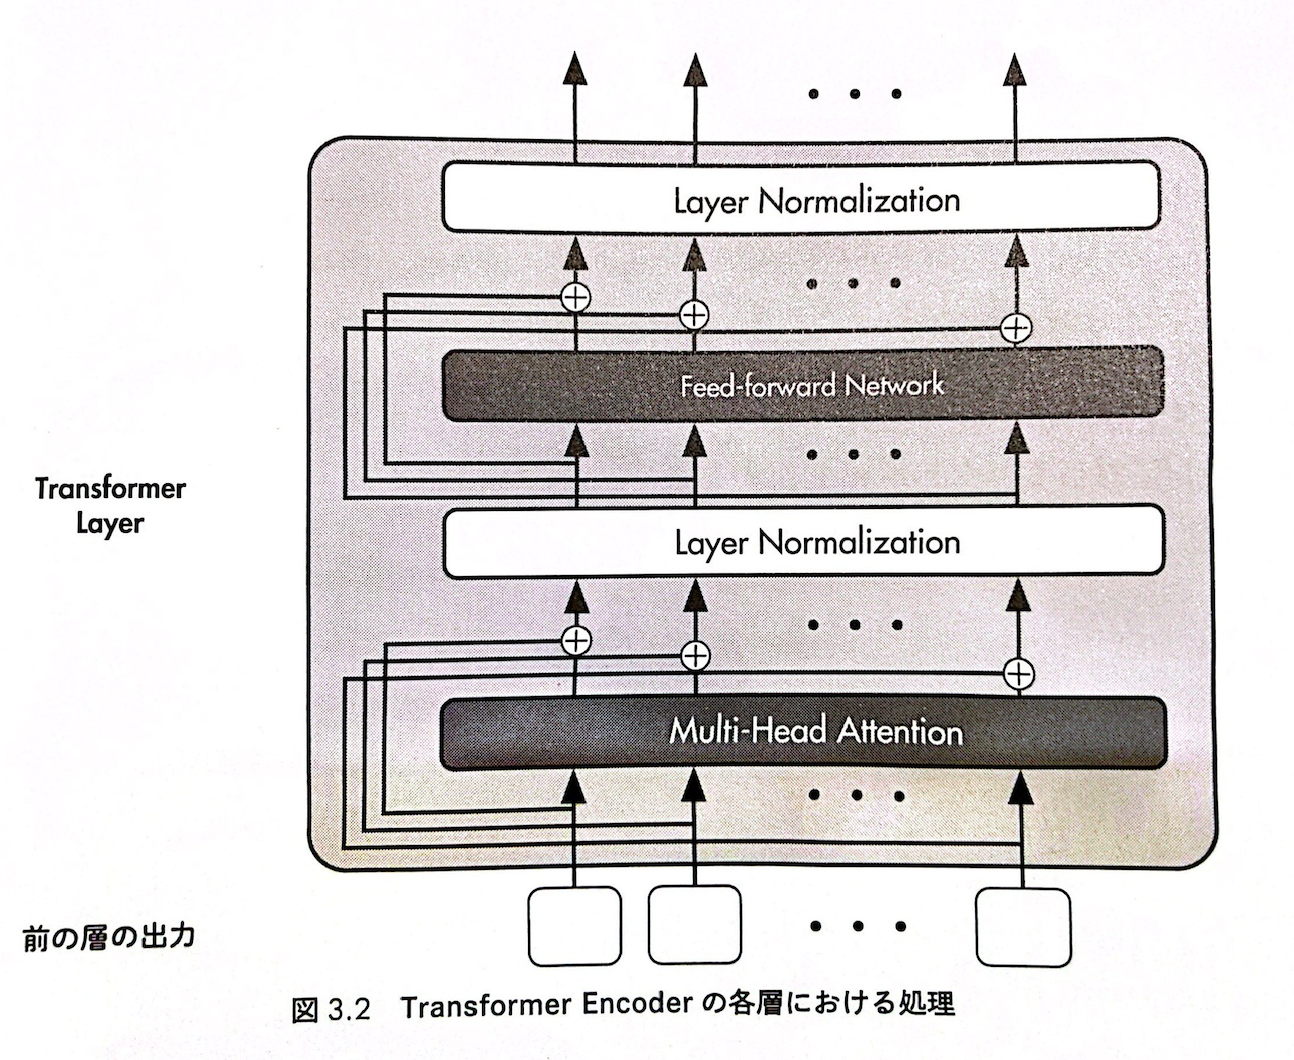 Layer Normalization
Feed-forward Network
Transformer
Layer
Layer Normalization
Multi-Head Attention
前の層の出力
図 3.2 Transformer Encoder の各層における処理